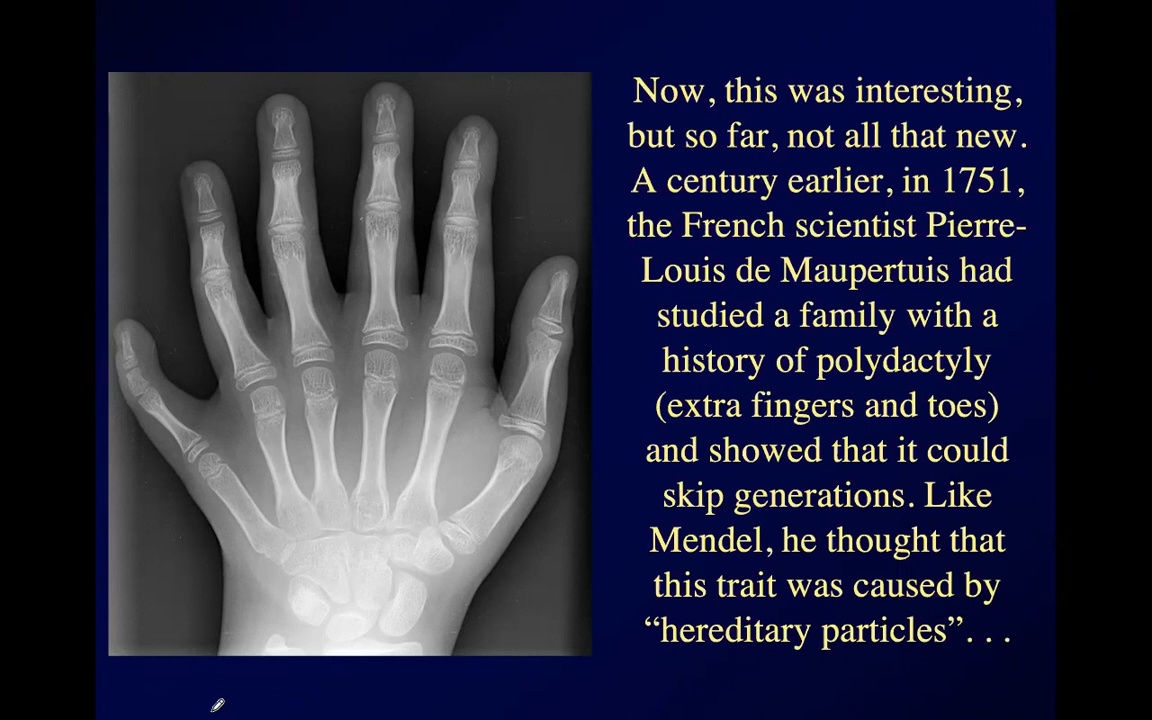 Now, this was interesting,
but so far, not all that new.
A century earlier, in 1751,
the French scientist Pierre-
Louis de Maupertuis had
studied a family with a
history of polydactyly
(extra fingers and toes)
and showed that it could
skip generations. Like
Mendel, he thought that
this trait was caused by
“hereditary particles”. . .